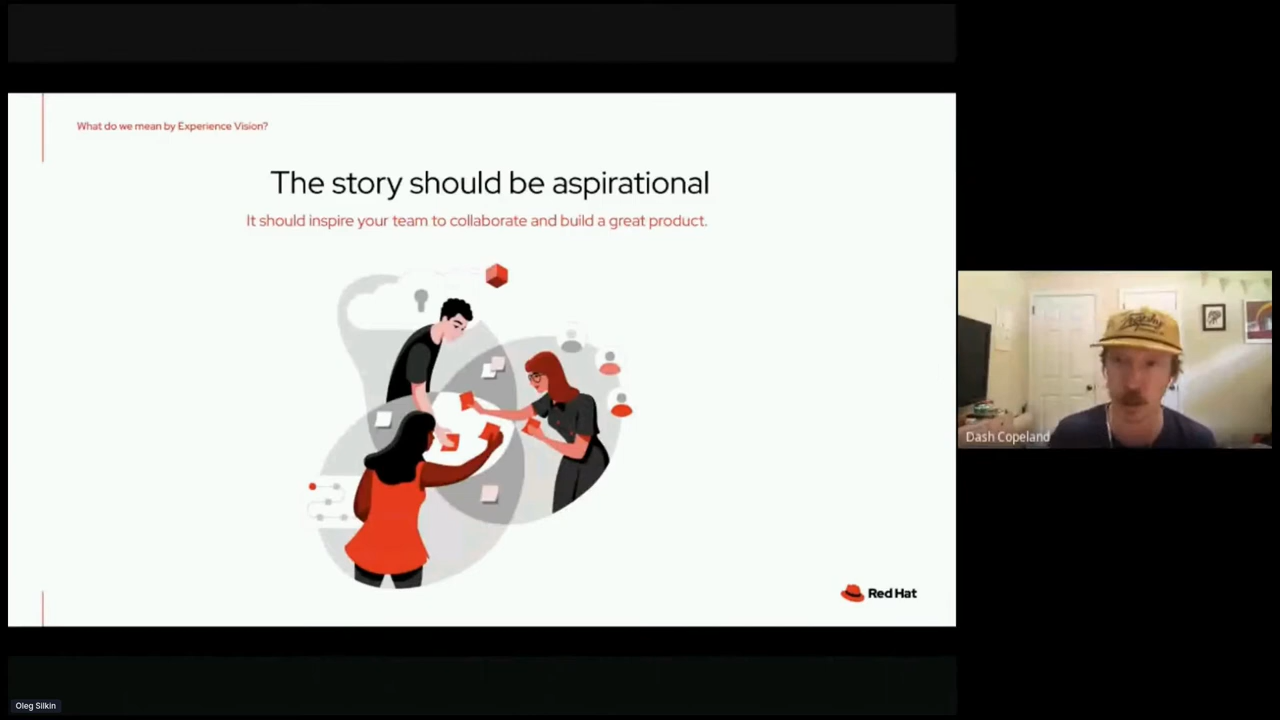 What do we mean by Experience Vision?
The story should be aspirational
It should inspire your team to collaborate and build a great product.
Red Hat
Dash Copeland
Oleg Silkin